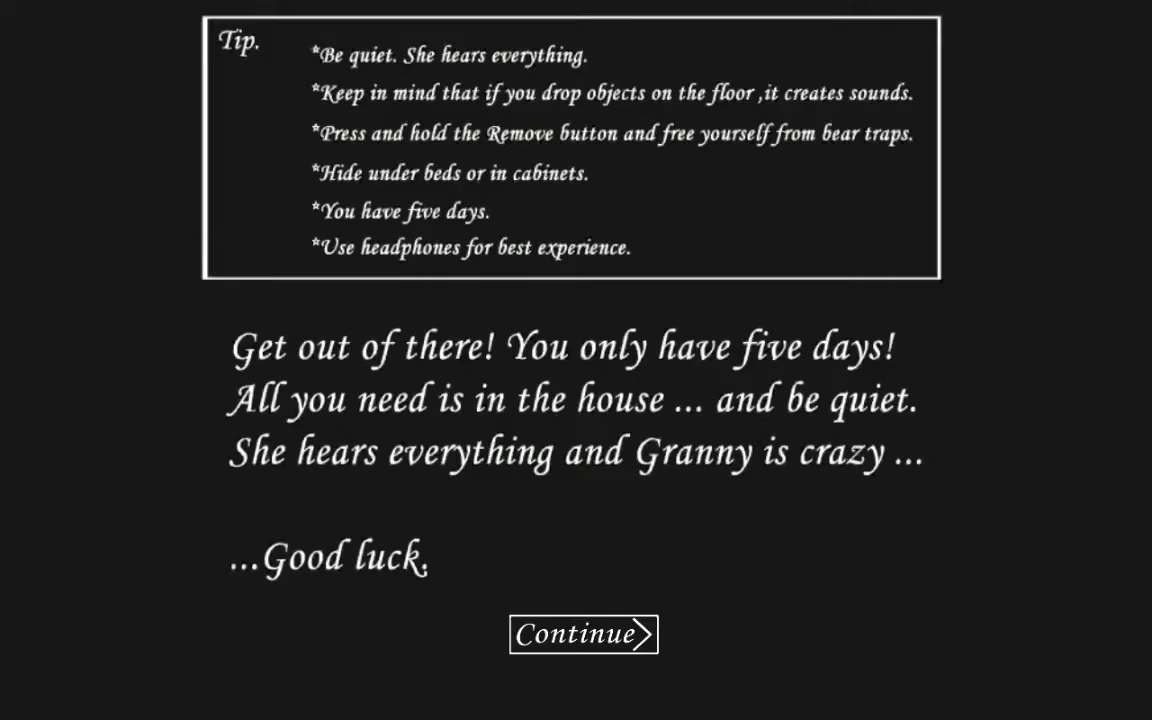 Tip.
*Be quiet. She hears everything.
*Keep in mind that if you drop objects on the floor ,it creates sounds.
*Press and hold the Remove button and free yourself from bear traps.
*Hide under beds or in cabinets.
*You have five days.
*Use headphones for best experience.
Get out of there! You only have five days!
All you need is in the house ... and be quiet.
She hears everything and Granny is crazy ...
...Good luck.
Continue>